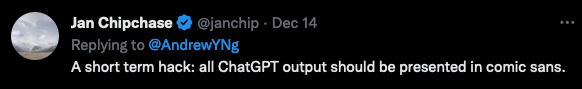 Jan Chipchase @janchip · Dec 14
Replying to @AndrewYNg
A short term hack: all ChatGPT output should be presented in comic sans.